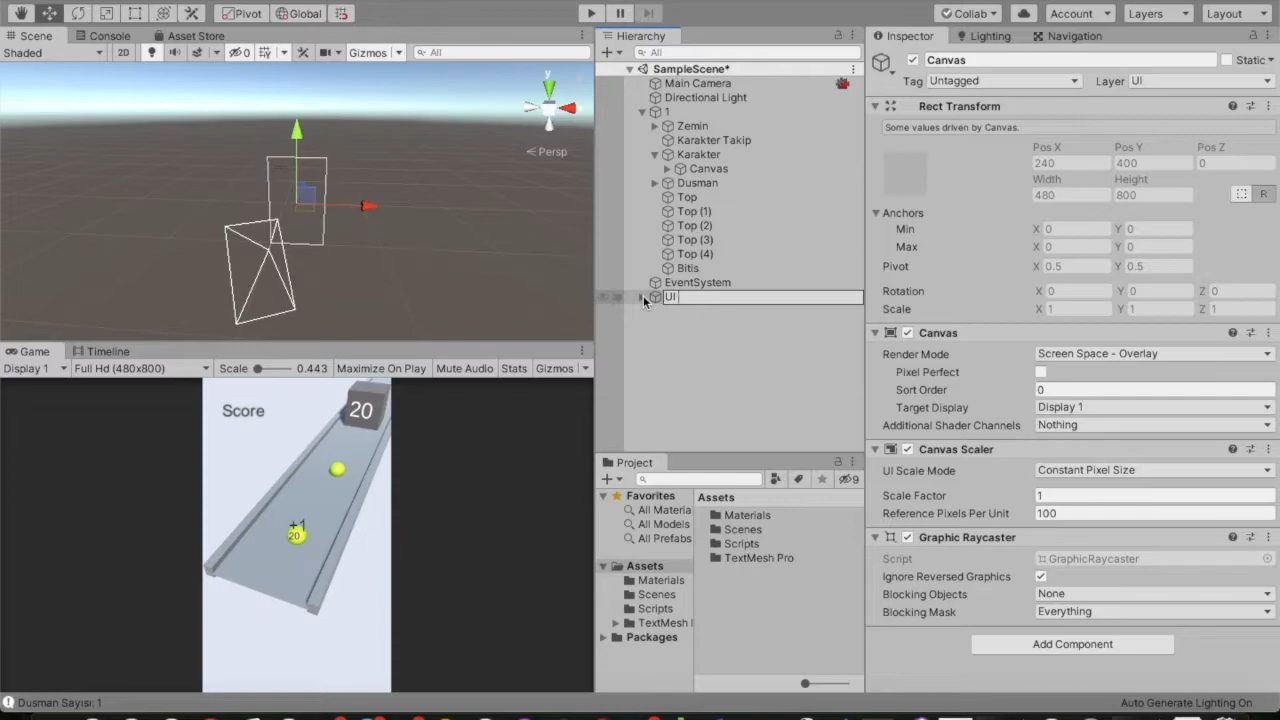 Pivot Global Collab Account Layers Layout
Scene Console Asset Store
Shaded 2D 0 Gizmos All
y
Persp
Game Timeline
Display 1 Full Hd (480x800) Scale 0.443 Maximize On Play Mute Audio Stats Gizmos
Score
20
+1
20
Hierarchy
All
SampleScene*
Main Camera
Directional Light
1
Zemin
Karakter Takip
Karakter
Canvas
Dusman
Top
Top (1)
Top (2)
Top (3)
Top (4)
Bitis
EventSystem
UI
Project
9
Favorites
All Materia
All Models
All Prefabs
Assets
Materials
Scenes
Scripts
TextMesh
Packages
Assets
Materials
Scenes
Scripts
TextMesh Pro
Inspector Lighting Navigation
Canvas Static
Tag Untagged Layer UI
Rect Transform
Some values driven by Canvas.
Pos X Pos Y Pos Z
240 400 0
Width Height
480 800 R
Anchors
Min X 0 Y 0
Max X 0 Y 0
Pivot X 0.5 Y 0.5
Rotation X 0 Y 0 Z 0
Scale X 1 Y 1 Z 1
Canvas
Render Mode Screen Space - Overlay
Pixel Perfect
Sort Order 0
Target Display Display 1
Additional Shader Channels Nothing
Canvas Scaler
UI Scale Mode Constant Pixel Size
Scale Factor 1
Reference Pixels Per Unit 100
Graphic Raycaster
Script GraphicRaycaster
Ignore Reversed Graphics
Blocking Objects None
Blocking Mask Everything
Add Component
Dusman Sayısı: 1 Auto Generate Lighting On